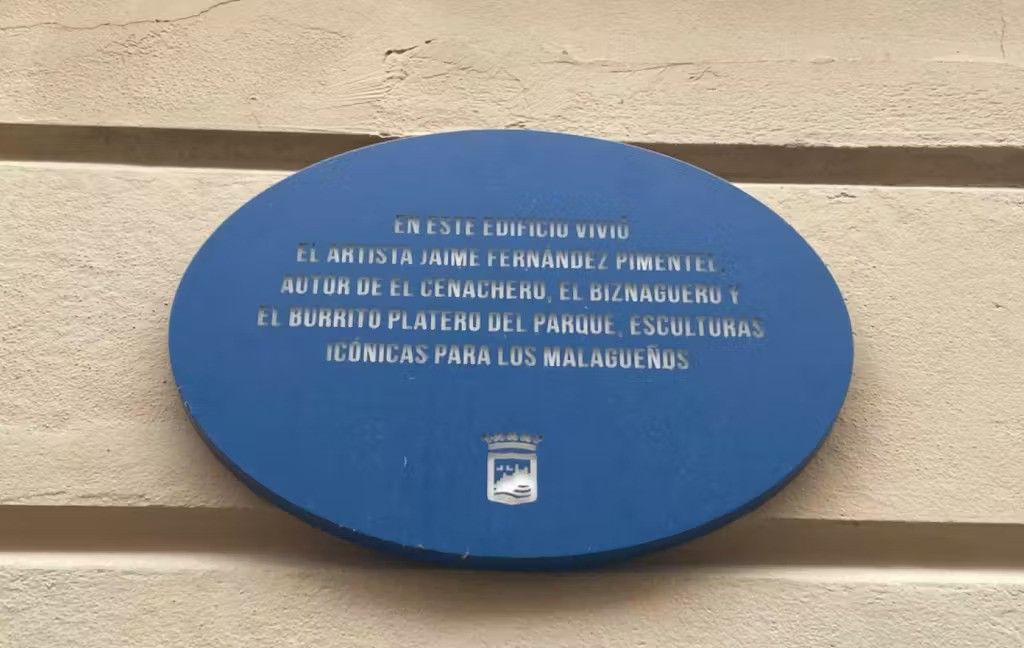 EN ESTE EDIFICIO VIVIÓ
EL ARTISTA JAIME FERNÁNDEZ PIMENTEL,
AUTOR DE EL CENACHERO, EL BIZNAGUERO Y
EL BURRITO PLATERO DEL PARQUE, ESCULTURAS
ICÓNICAS PARA LOS MALAGUEÑOS